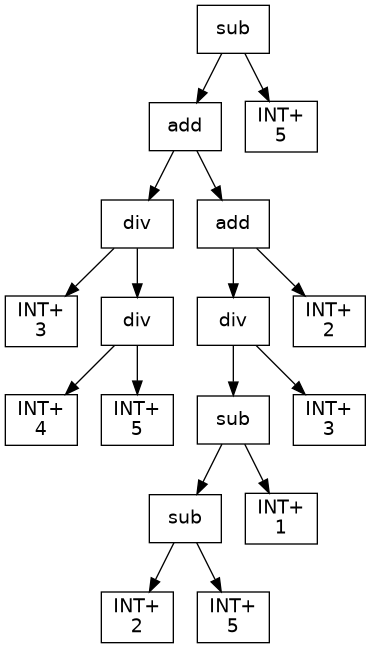 sub
add
INT+
5
div
add
INT+
3
div
div
INT+
2
INT+
4
INT+
5
sub
INT+
3
sub
INT+
1
INT+
2
INT+
5